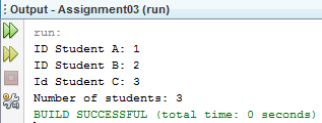 Output - Assignment03 (run)
run:
ID Student A: 1
ID Student B: 2
Id Student C: 3
Number of students: 3
BUILD SUCCESSFUL (total time: 0 seconds)